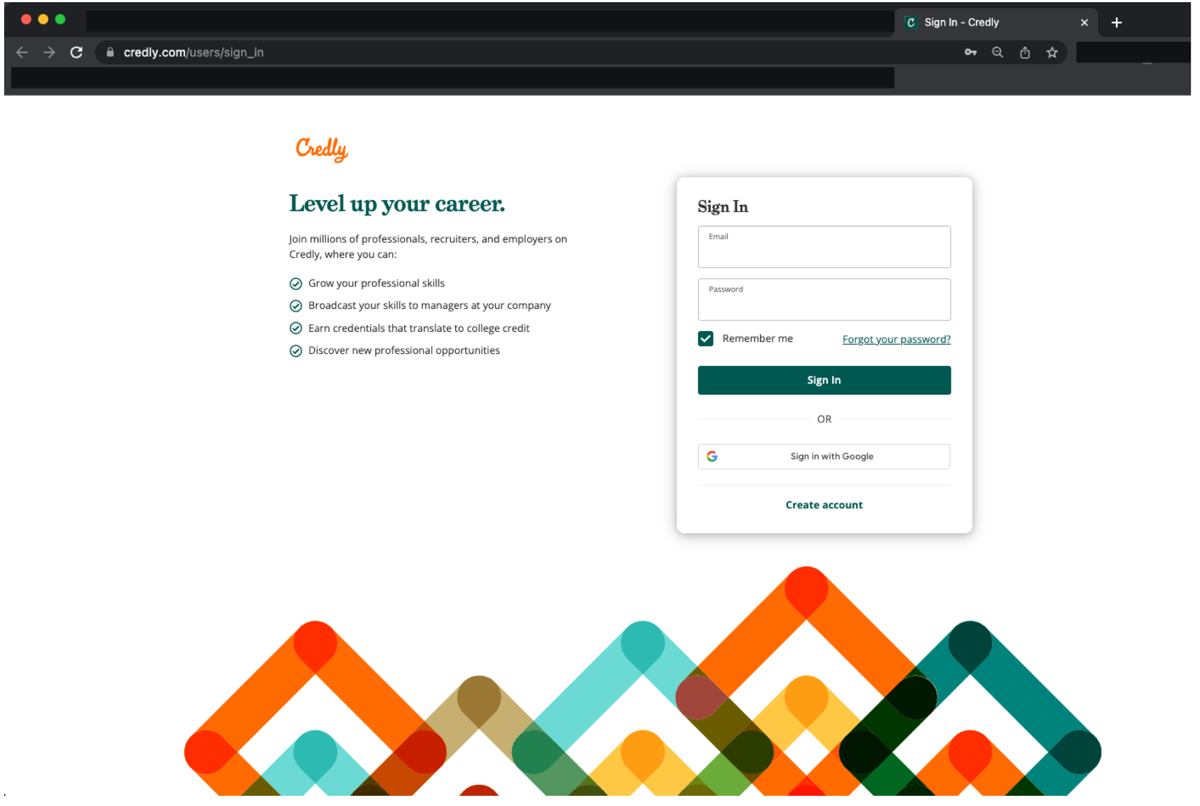 Sign In - Credly
credly.com/users/sign_in
Credly
Level up your career.
Join millions of professionals, recruiters, and employers on
Credly, where you can:
Grow your professional skills
Broadcast your skills to managers at your company
Earn credentials that translate to college credit
Discover new professional opportunities
Sign In
Email
Password
Remember me
Forgot your password?
Sign In
OR
Sign in with Google
Create account